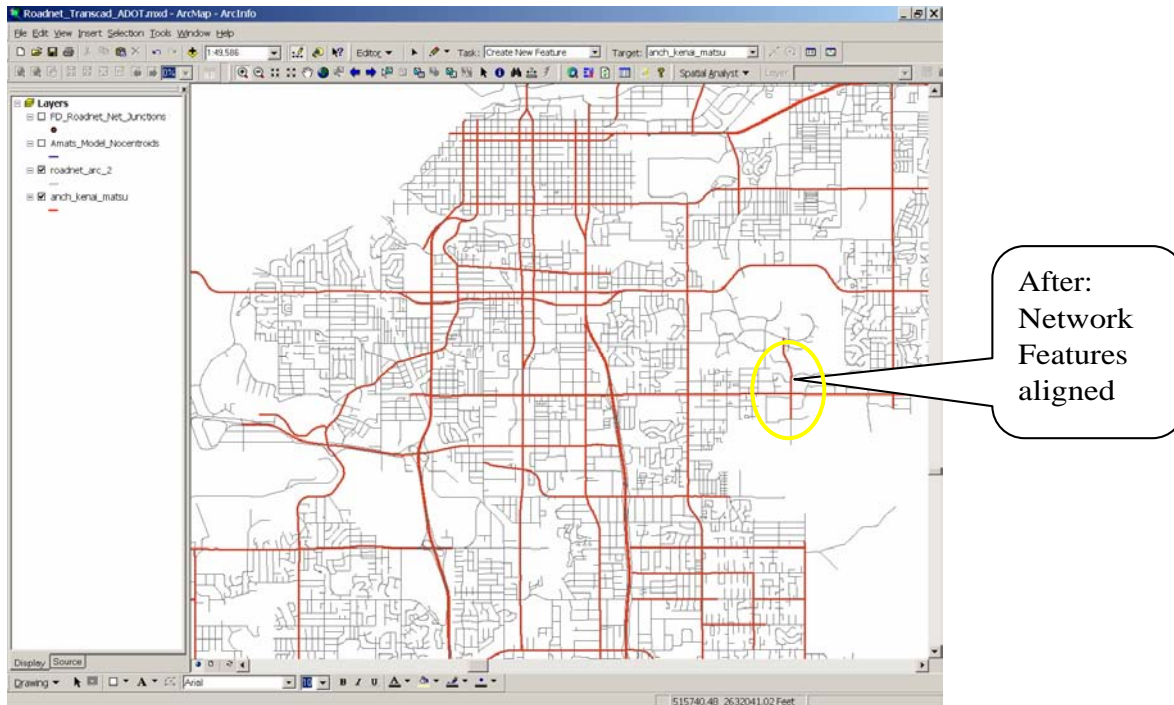 Roadnet_Transcad_ADOT.mxd - ArcMap - ArcInfo
File Edit View Insert Selection Tools Window Help
1:49,586 Editor Task: Create New Feature Target: anch_kenai_matsu
Spatial Analyst Layer:
Layers
FD_Roadnet_Net_Junctions
Amats_Model_Nocentroids
roadnet_arc_2
anch_kenai_matsu
After:
Network
Features
aligned
Display Source
Drawing A Arial 10 B I U A
515740.48 2632041.02 Feet